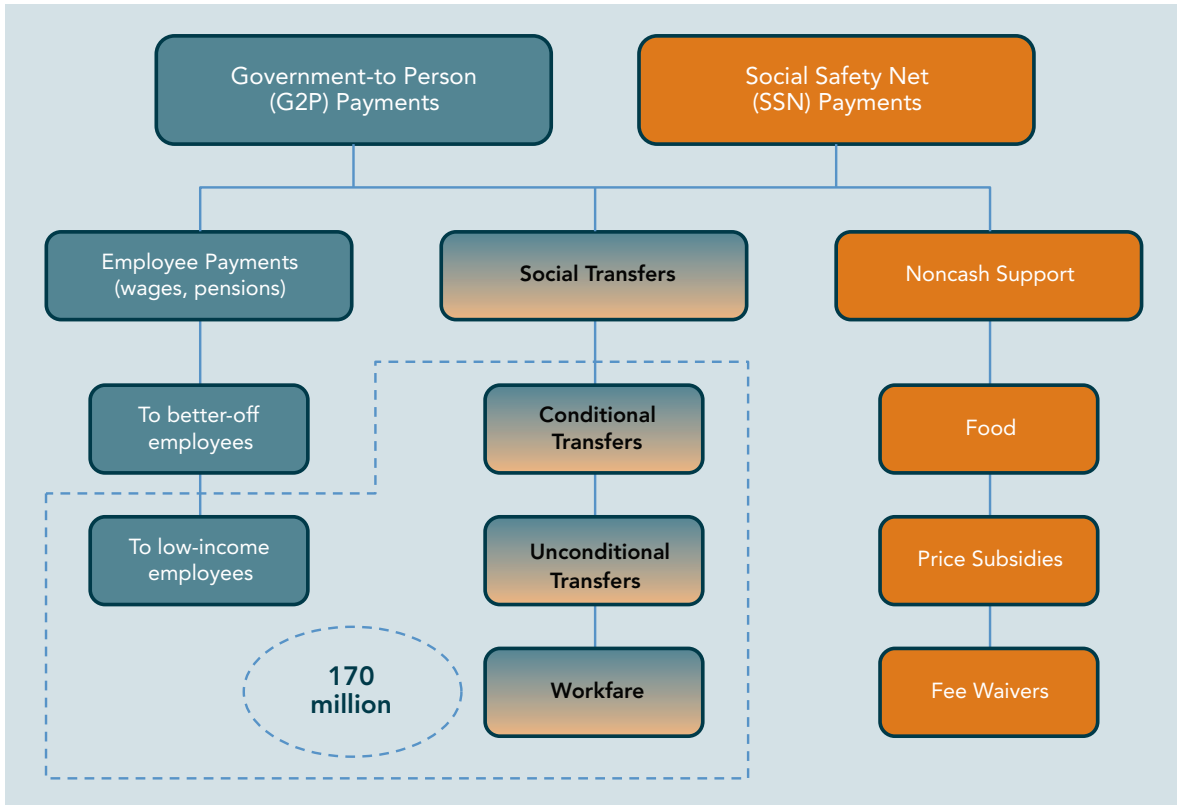 Government-to Person
(G2P) Payments
Social Safety Net
(SSN) Payments
Employee Payments
(wages, pensions)
Social Transfers
Noncash Support
To better-off
employees
Conditional
Transfers
Food
To low-income
employees
Unconditional
Transfers
Price Subsidies
170
million
Workfare
Fee Waivers